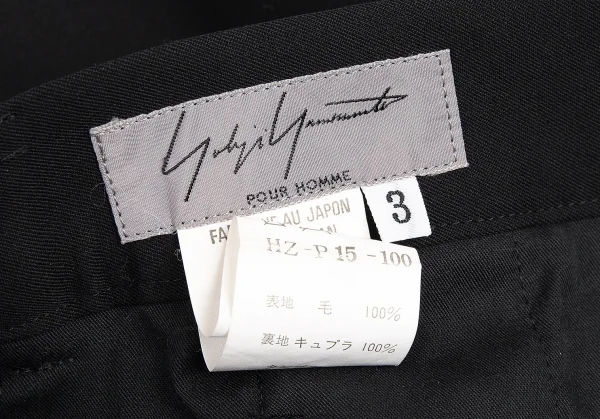 Yohji Yamamoto
POUR HOMME
3
AU JAPON
HZ-P15-100
表地 毛 100%
裏地 キュプラ 100%